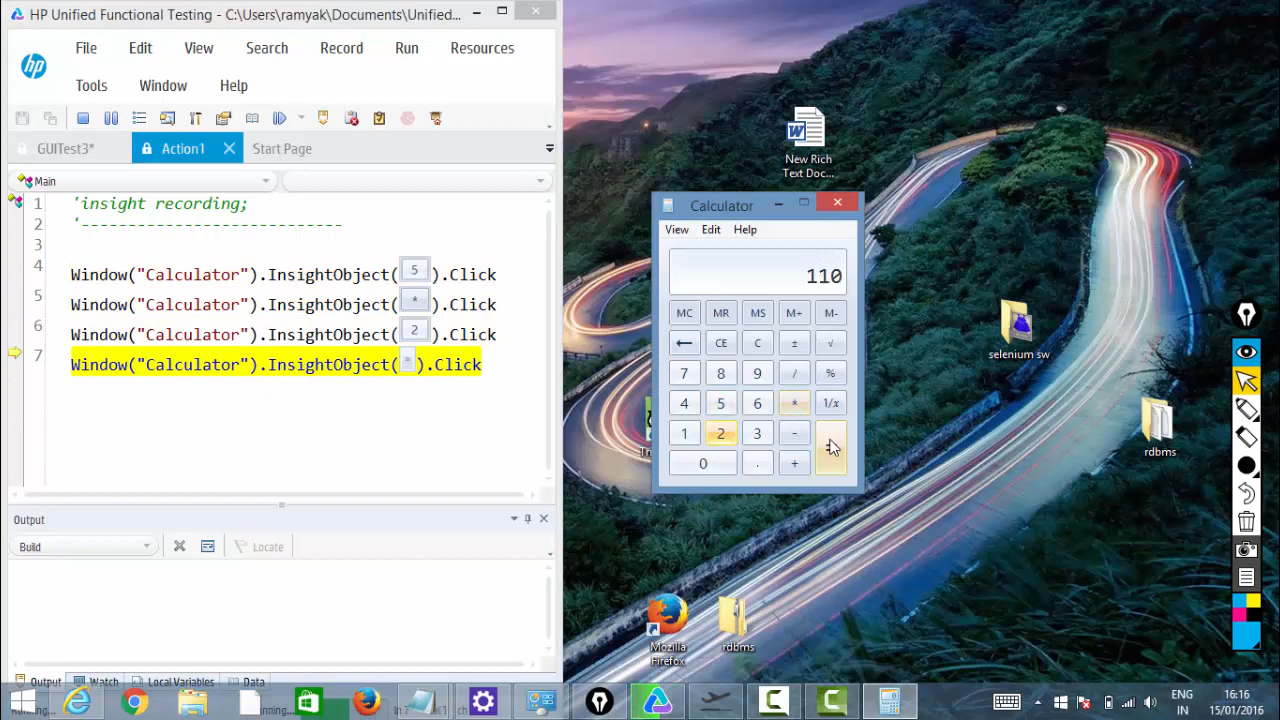 HP Unified Functional Testing - C:\Users\ramyak\Documents\Unified...
hp
File Edit View Search Record Run Resources
Tools Window Help
GUITest3* Action1 Start Page
Main
1 'insight recording;
2 '---------------------------
3
4 Window("Calculator").InsightObject( 5 ).Click
5 Window("Calculator").InsightObject( * ).Click
6 Window("Calculator").InsightObject( 2 ).Click
7 Window("Calculator").InsightObject( = ).Click
Output
Build Locate
Output Watch Local Variables Data
New Rich
Text Doc...
Calculator
View Edit Help
110
MC MR MS M+ M-
← CE C ± √
7 8 9 / %
4 5 6 * 1/x
1 2 3 -
0 . +
selenium sw
rdbms
Mozilla
Firefox
rdbms
ENG
IN
16:16
15/01/2016